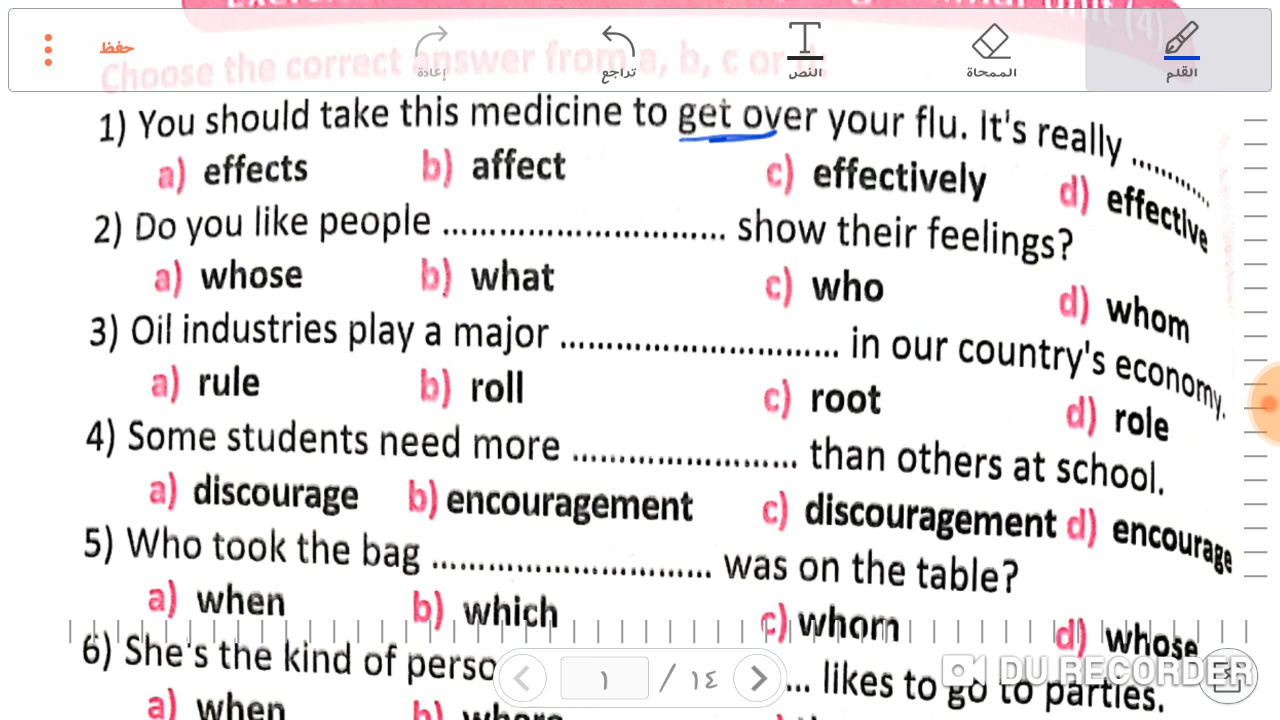 حفظ
إعادة
تراجع
النص
الممحاة
القلم
Choose the correct answer from a, b, c or d:
1) You should take this medicine to get over your flu. It's really .............
a) effects b) affect c) effectively d) effective
2) Do you like people .............................. show their feelings?
a) whose b) what c) who d) whom
3) Oil industries play a major .............................. in our country's economy.
a) rule b) roll c) root d) role
4) Some students need more ........................ than others at school.
a) discourage b) encouragement c) discouragement d) encourage
5) Who took the bag .............................. was on the table?
a) when b) which c) whom d) whose
6) She's the kind of ... likes to go to parties.
a) when b) where
١ / ١٤
DU RECORDER